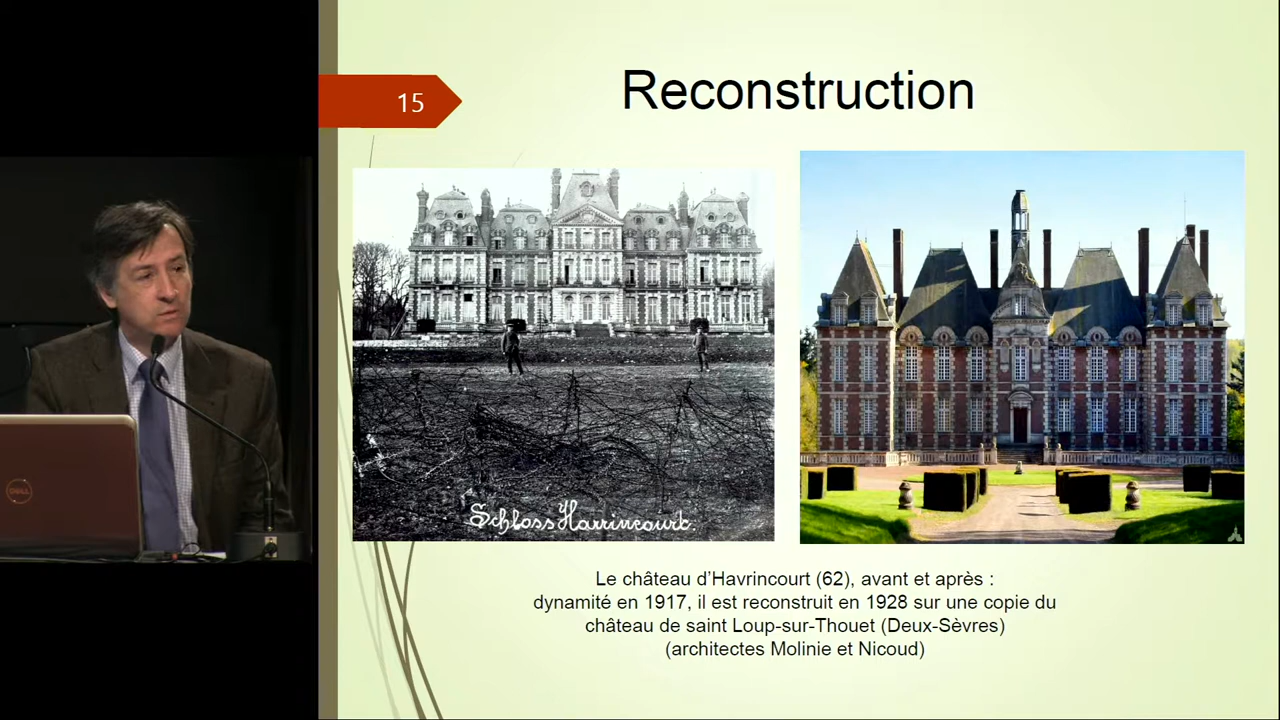 15
Reconstruction
Schloss Havrincourt.
DELL
Le château d'Havrincourt (62), avant et après :
dynamité en 1917, il est reconstruit en 1928 sur une copie du
château de saint Loup-sur-Thouet (Deux-Sèvres)
(architectes Molinie et Nicoud)